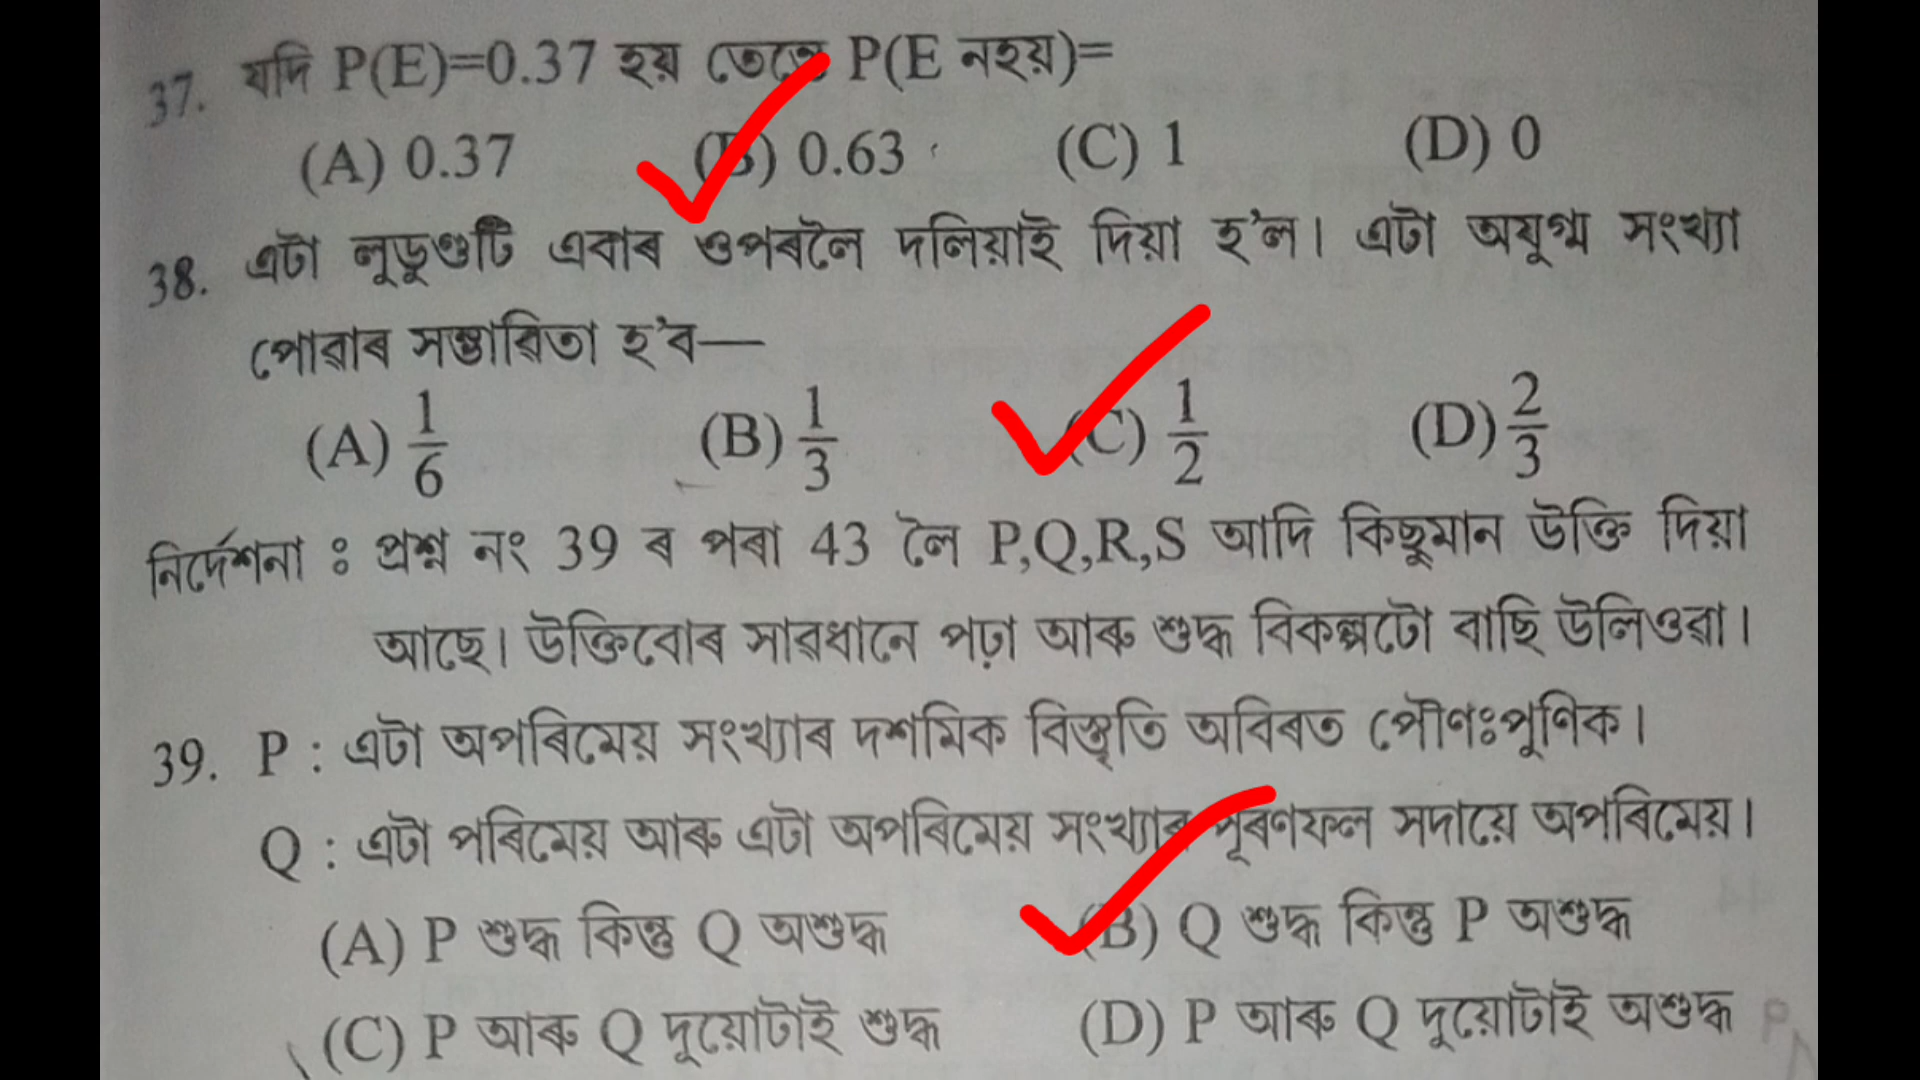 37. যদি P(E)=0.37 হয় তেন্তে P(E নহয়)=
(A) 0.37 (B) 0.63 (C) 1 (D) 0
38. এটা লুডুগুটি এবাৰ ওপৰলৈ দলিয়াই দিয়া হ'ল। এটা অযুগ্ম সংখ্যা
পোৱাৰ সম্ভাৱিতা হ'ব—
(A) 1/6 (B) 1/3 (C) 1/2 (D) 2/3
নিৰ্দেশনা ঃ প্ৰশ্ন নং 39 ৰ পৰা 43 লৈ P,Q,R,S আদি কিছুমান উক্তি দিয়া
আছে। উক্তিবোৰ সাৱধানে পঢ়া আৰু শুদ্ধ বিকল্পটো বাছি উলিওৱা।
39. P : এটা অপৰিমেয় সংখ্যাৰ দশমিক বিস্তৃতি অবিৰত পৌণঃপুণিক।
Q : এটা পৰিমেয় আৰু এটা অপৰিমেয় সংখ্যাৰ পূৰণফল সদায়ে অপৰিমেয়।
(A) P শুদ্ধ কিন্তু Q অশুদ্ধ (B) Q শুদ্ধ কিন্তু P অশুদ্ধ
(C) P আৰু Q দুয়োটাই শুদ্ধ (D) P আৰু Q দুয়োটাই অশুদ্ধ